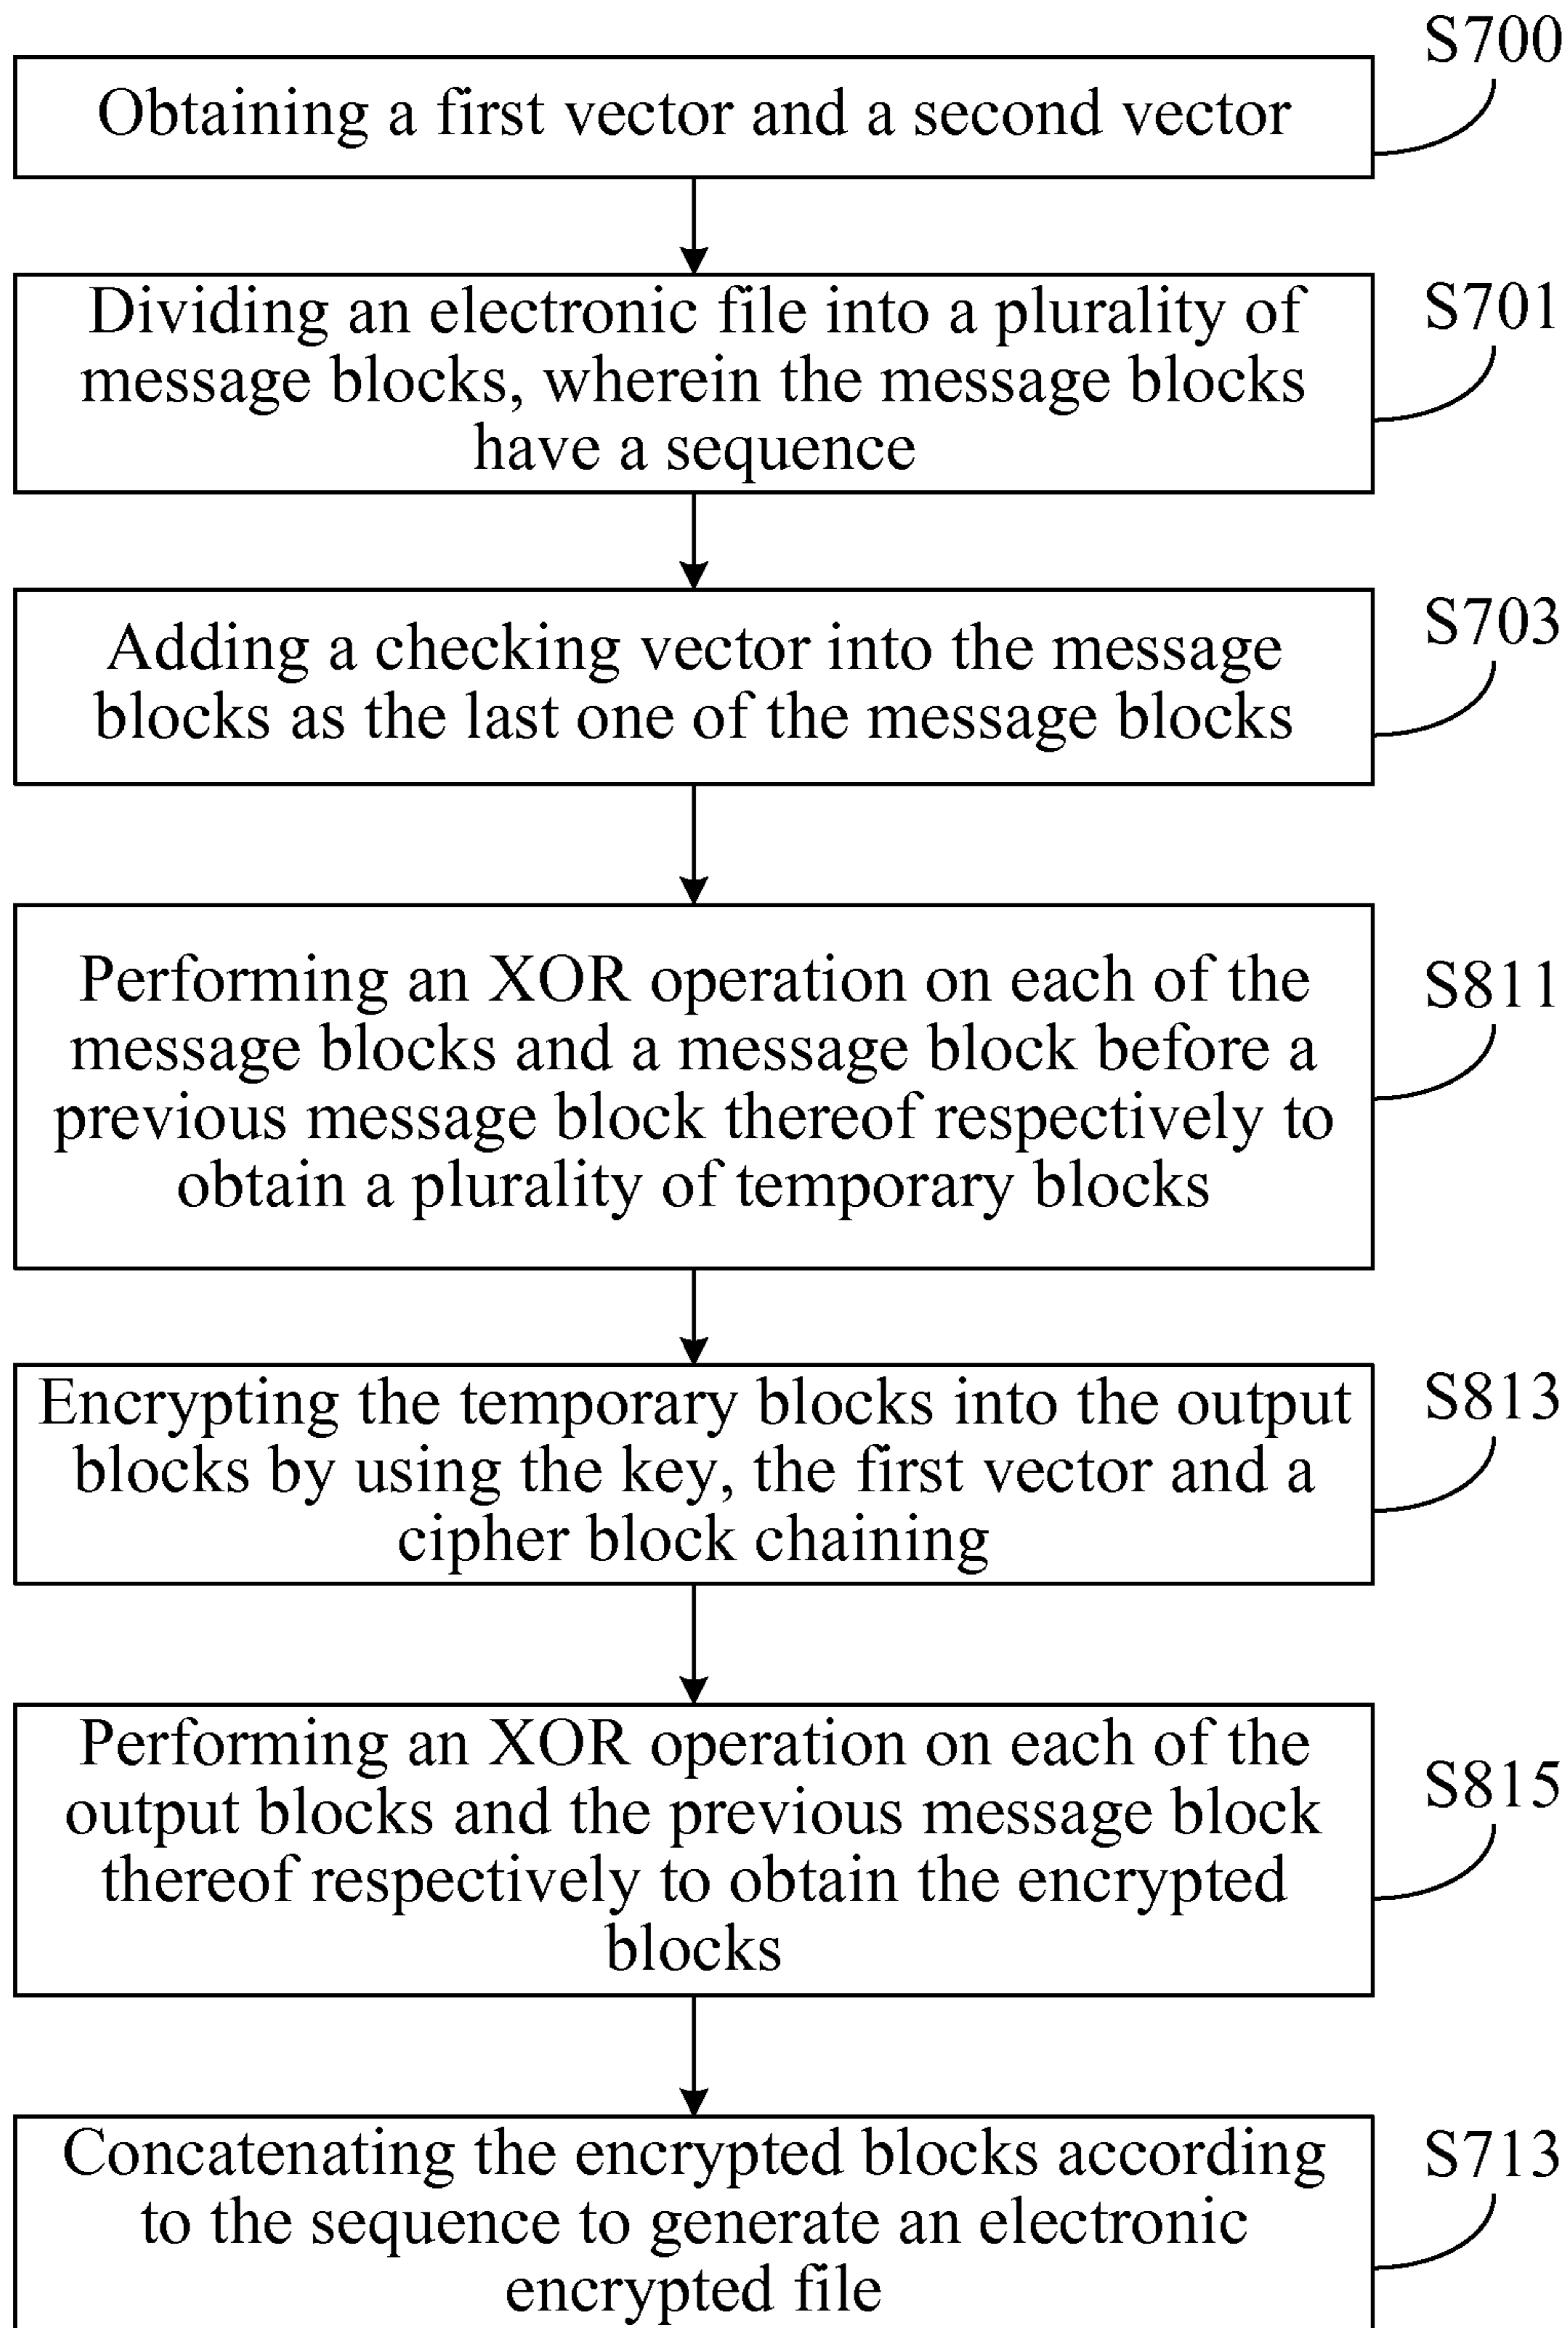 S700
Obtaining a first vector and a second vector
S701
Dividing an electronic file into a plurality of
message blocks, wherein the message blocks
have a sequence
S703
Adding a checking vector into the message
blocks as the last one of the message blocks
S811
Performing an XOR operation on each of the
message blocks and a message block before a
previous message block thereof respectively to
obtain a plurality of temporary blocks
S813
Encrypting the temporary blocks into the output
blocks by using the key, the first vector and a
cipher block chaining
S815
Performing an XOR operation on each of the
output blocks and the previous message block
thereof respectively to obtain the encrypted
blocks
S713
Concatenating the encrypted blocks according
to the sequence to generate an electronic
encrypted file